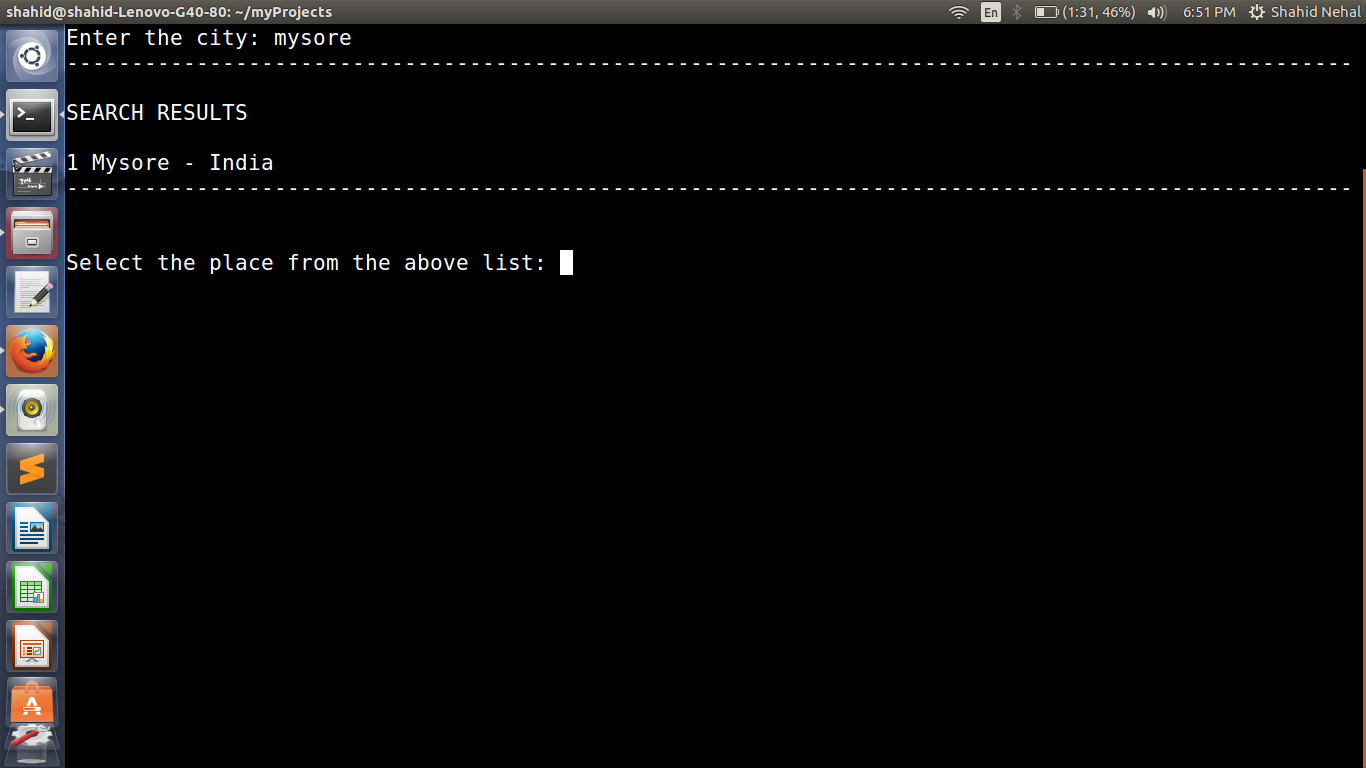 shahid@shahid-Lenovo-G40-80: ~/myProjects
En
(1:31, 46%)
6:51 PM
Shahid Nehal
Enter the city: mysore
---------------------------------------------------------------------------------------------------
SEARCH RESULTS
1 Mysore - India
---------------------------------------------------------------------------------------------------
Select the place from the above list: